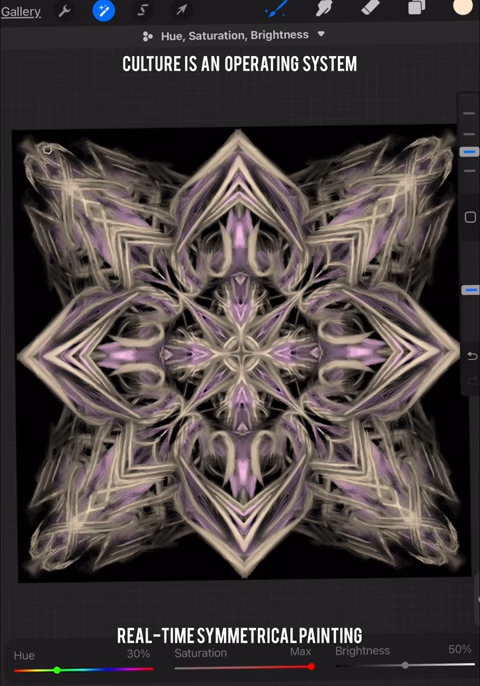 Gallery
Hue, Saturation, Brightness
CULTURE IS AN OPERATING SYSTEM
REAL-TIME SYMMETRICAL PAINTING
Hue 30% Saturation Max Brightness 50%